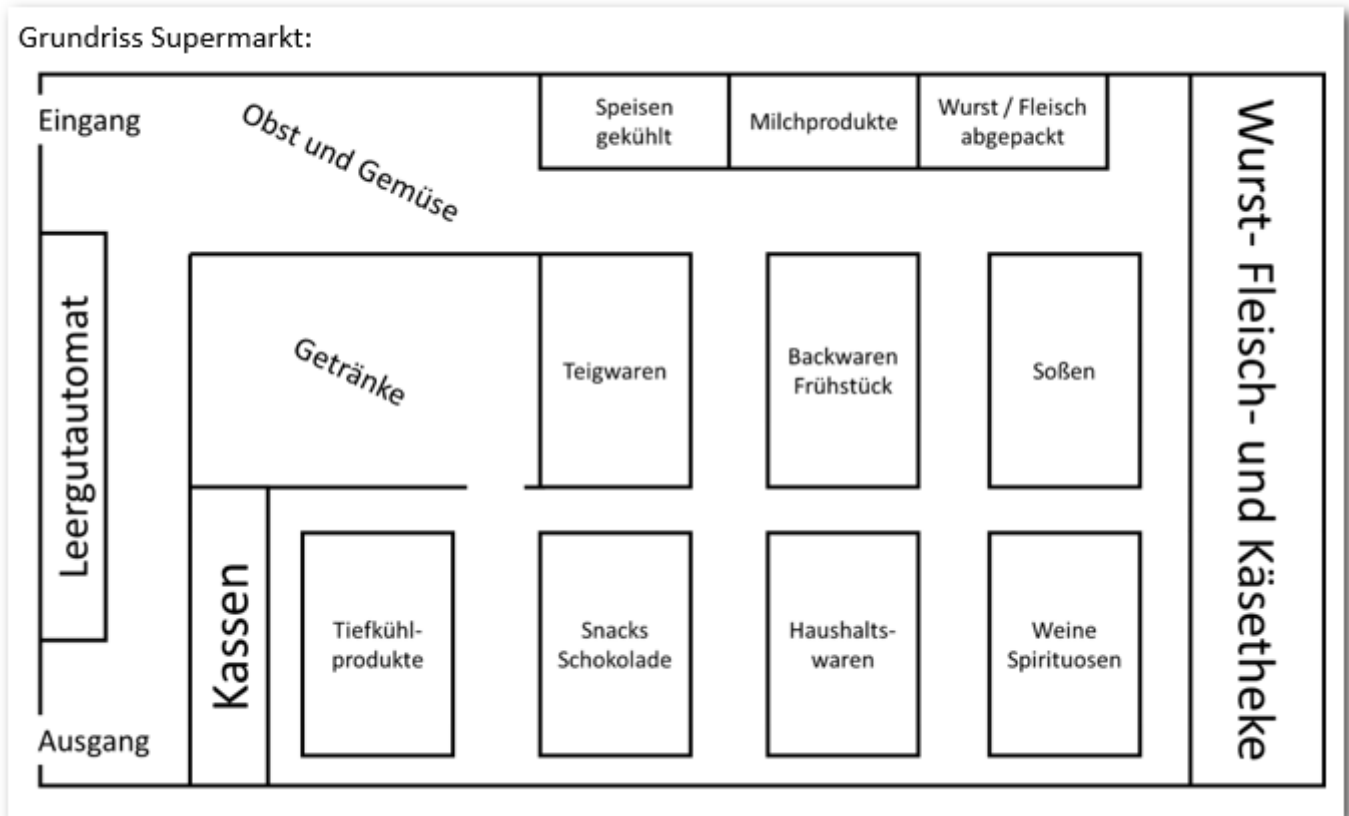 Grundriss Supermarkt:
Eingang
Obst und Gemüse
Speisen
gekühlt
Milchprodukte
Wurst / Fleisch
abgepackt
Wurst- Fleisch- und Käsetheke
Leergutautomat
Getränke
Teigwaren
Backwaren
Frühstück
Soßen
Kassen
Tiefkühl-
produkte
Snacks
Schokolade
Haushalts-
waren
Weine
Spirituosen
Ausgang